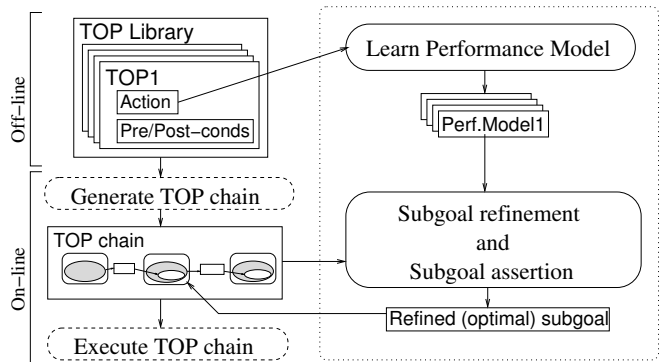 TOP Library
TOP1
Action
Pre/Post-conds
Off-line
Learn Performance Model
Perf.Model1
Generate TOP chain
TOP chain
On-line
Subgoal refinement
and
Subgoal assertion
Refined (optimal) subgoal
Execute TOP chain